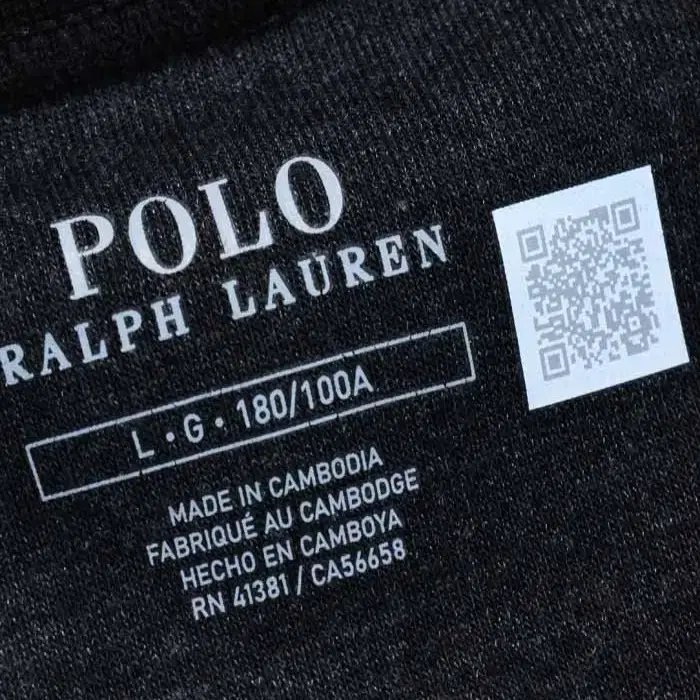 POLO
RALPH LAUREN
L • G • 180/100A
MADE IN CAMBODIA
FABRIQUÉ AU CAMBODGE
HECHO EN CAMBOYA
RN 41381 / CA56658